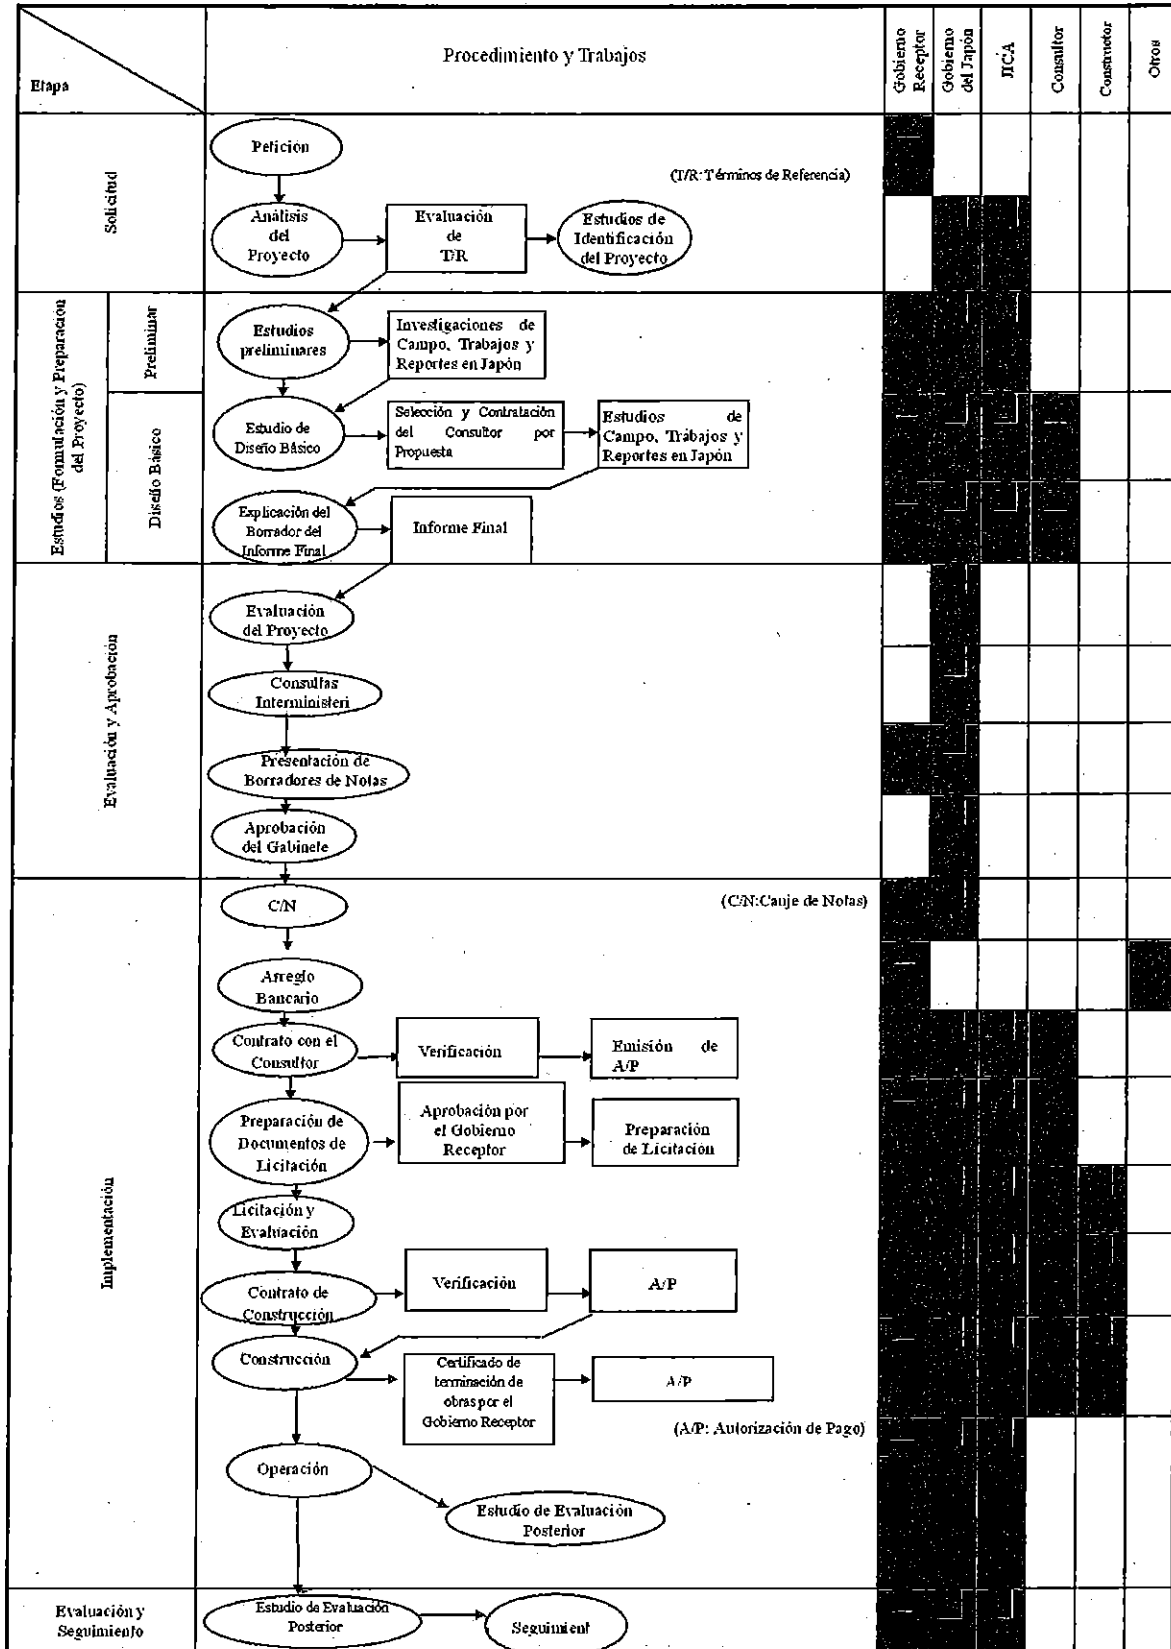 Etapa
Procedimiento y Trabajos
Gobierno
Receptor
Gobierno
del Japón
JICA
Consultor
Constructor
Otros
Solicitud
Petición
(T/R: Términos de Referencia)
Análisis
del
Proyecto
Evaluación
de
T/R
Estudios de
Identificación
del Proyecto
Estudios (Formulación y Preparación
del Proyecto)
Preliminar
Estudios
preliminares
Investigaciones de
Campo, Trabajos y
Reportes en Japón
Diseño Básico
Estudio de
Diseño Básico
Selección y Contratación
del Consultor por
Propuesta
Estudios de
Campo, Trabajos y
Reportes en Japón
Explicación del
Borrador del
Informe Final
Informe Final
Evaluación y Aprobación
Evaluación
del Proyecto
Consultas
Interministeri
Presentación de
Borradores de Notas
Aprobación
del Gabinete
Implementación
C/N
(C/N:Canje de Notas)
Arreglo
Bancario
Contrato con el
Consultor
Verificación
Emisión de
A/P
Preparación de
Documentos de
Licitación
Aprobación por
el Gobierno
Receptor
Preparación
de Licitación
Licitación y
Evaluación
Contrato de
Construcción
Verificación
A/P
Construcción
Certificado de
terminación de
obras por el
Gobierno Receptor
A/P
(A/P: Autorización de Pago)
Operación
Estudio de Evaluación
Posterior
Evaluación y
Seguimiento
Estudio de Evaluación
Posterior
Seguimient